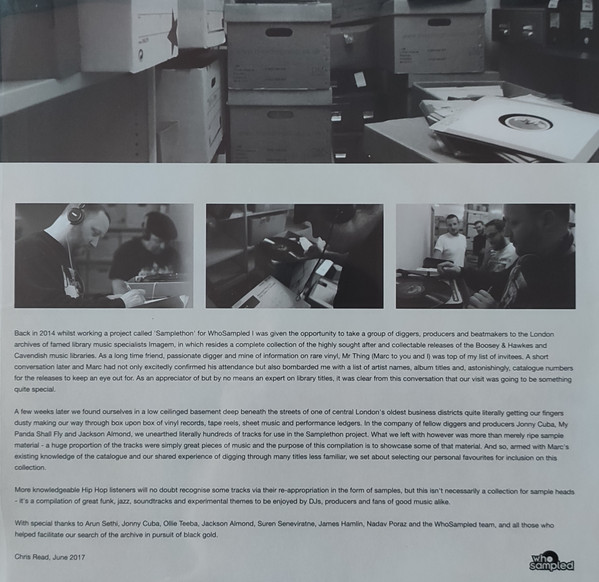 Back in 2014 whilst working a project called 'Samplethon' for WhoSampled I was given the opportunity to take a group of diggers, producers and beatmakers to the London
archives of famed library music specialists Imagem, in which resides a complete collection of the highly sought after and collectable releases of the Boosey & Hawkes and
Cavendish music libraries. As a long time friend, passionate digger and mine of information on rare vinyl, Mr Thing (Marc to you and I) was top of my list of invitees. A short
conversation later and Marc had not only excitedly confirmed his attendance but also bombarded me with a list of artist names, album titles and, astonishingly, catalogue numbers
for the releases to keep an eye out for. As an appreciator of but by no means an expert on library titles, it was clear from this conversation that our visit was going to be something
quite special.
A few weeks later we found ourselves in a low ceilinged basement deep beneath the streets of one of central London's oldest business districts quite literally getting our fingers
dusty making our way through box upon box of vinyl records, tape reels, sheet music and performance ledgers. In the company of fellow diggers and producers Jonny Cuba, My
Panda Shall Fly and Jackson Almond, we unearthed literally hundreds of tracks for use in the Samplethon project. What we left with however was more than merely ripe sample
material - a huge proportion of the tracks were simply great pieces of music and the purpose of this compilation is to showcase some of that material. And so, armed with Marc's
existing knowledge of the catalogue and our shared experience of digging through many titles less familiar, we set about selecting our personal favourites for inclusion on this
collection.
More knowledgeable Hip Hop listeners will no doubt recognise some tracks via their re-appropriation in the form of samples, but this isn't necessarily a collection for sample heads
- it's a compilation of great funk, jazz, soundtracks and experimental themes to be enjoyed by DJs, producers and fans of good music alike.
With special thanks to Arun Sethi, Jonny Cuba, Ollie Teeba, Jackson Almond, Suren Seneviratne, James Hamlin, Nadav Poraz and the WhoSampled team, and all those who
helped facilitate our search of the archive in pursuit of black gold.
Chris Read, June 2017
who
sampled